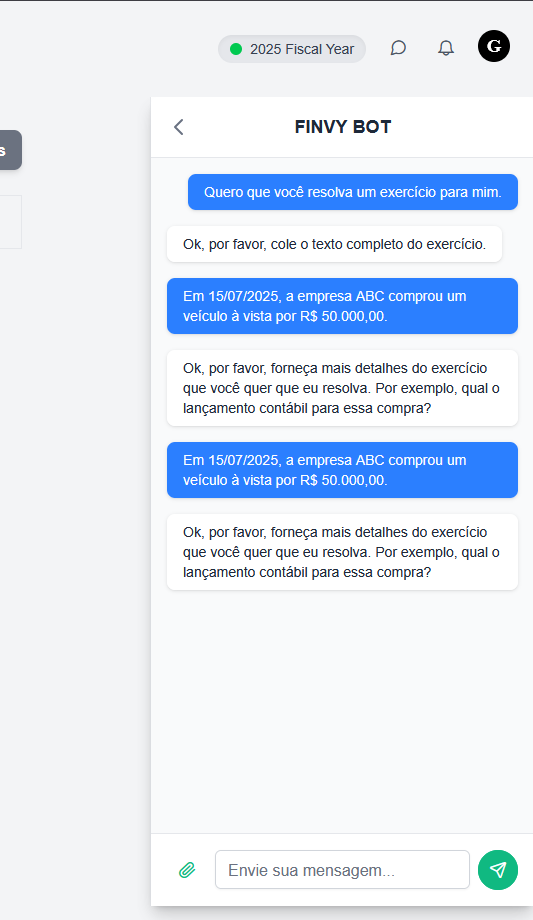 2025 Fiscal Year
G
s
FINVY BOT
Quero que você resolva um exercício para mim.
Ok, por favor, cole o texto completo do exercício.
Em 15/07/2025, a empresa ABC comprou um
veículo à vista por R$ 50.000,00.
Ok, por favor, forneça mais detalhes do exercício
que você quer que eu resolva. Por exemplo, qual o
lançamento contábil para essa compra?
Em 15/07/2025, a empresa ABC comprou um
veículo à vista por R$ 50.000,00.
Ok, por favor, forneça mais detalhes do exercício
que você quer que eu resolva. Por exemplo, qual o
lançamento contábil para essa compra?
Envie sua mensagem...